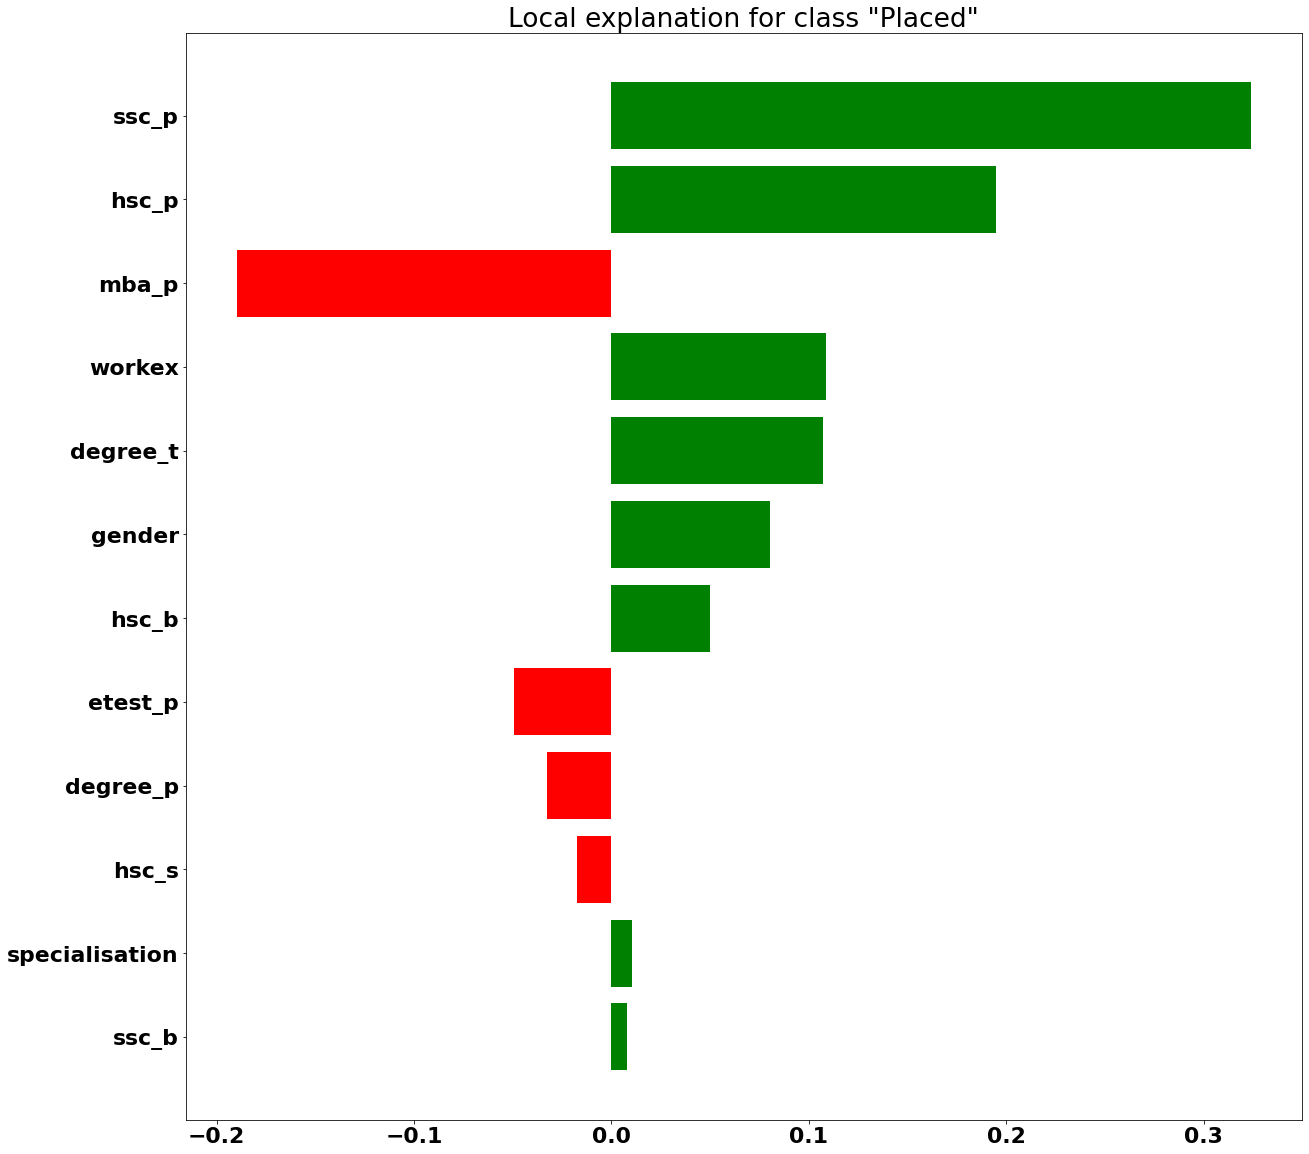 Local explanation for class "Placed"
ssc_p
hsc_p
mba_p
workex
degree_t
gender
hsc_b
etest_p
degree_p
hsc_s
specialisation
ssc_b
−0.2 −0.1 0.0 0.1 0.2 0.3